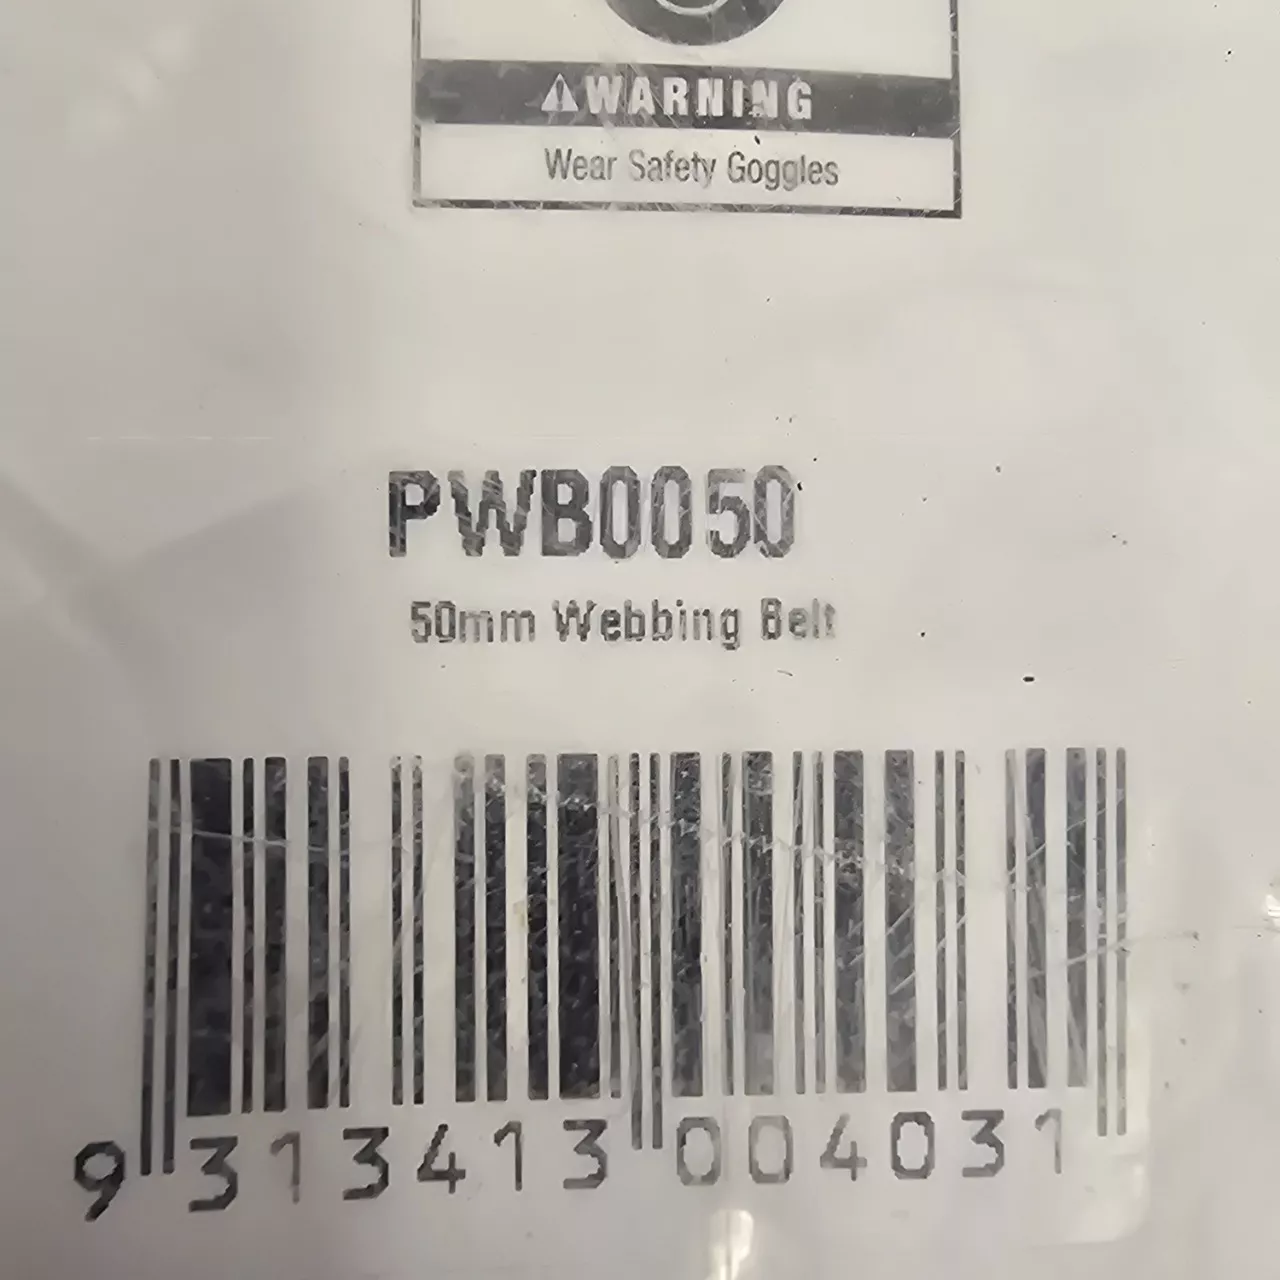 ⚠WARNING
Wear Safety Goggles
PWB0050
50mm Webbing Belt
9 313413 004031